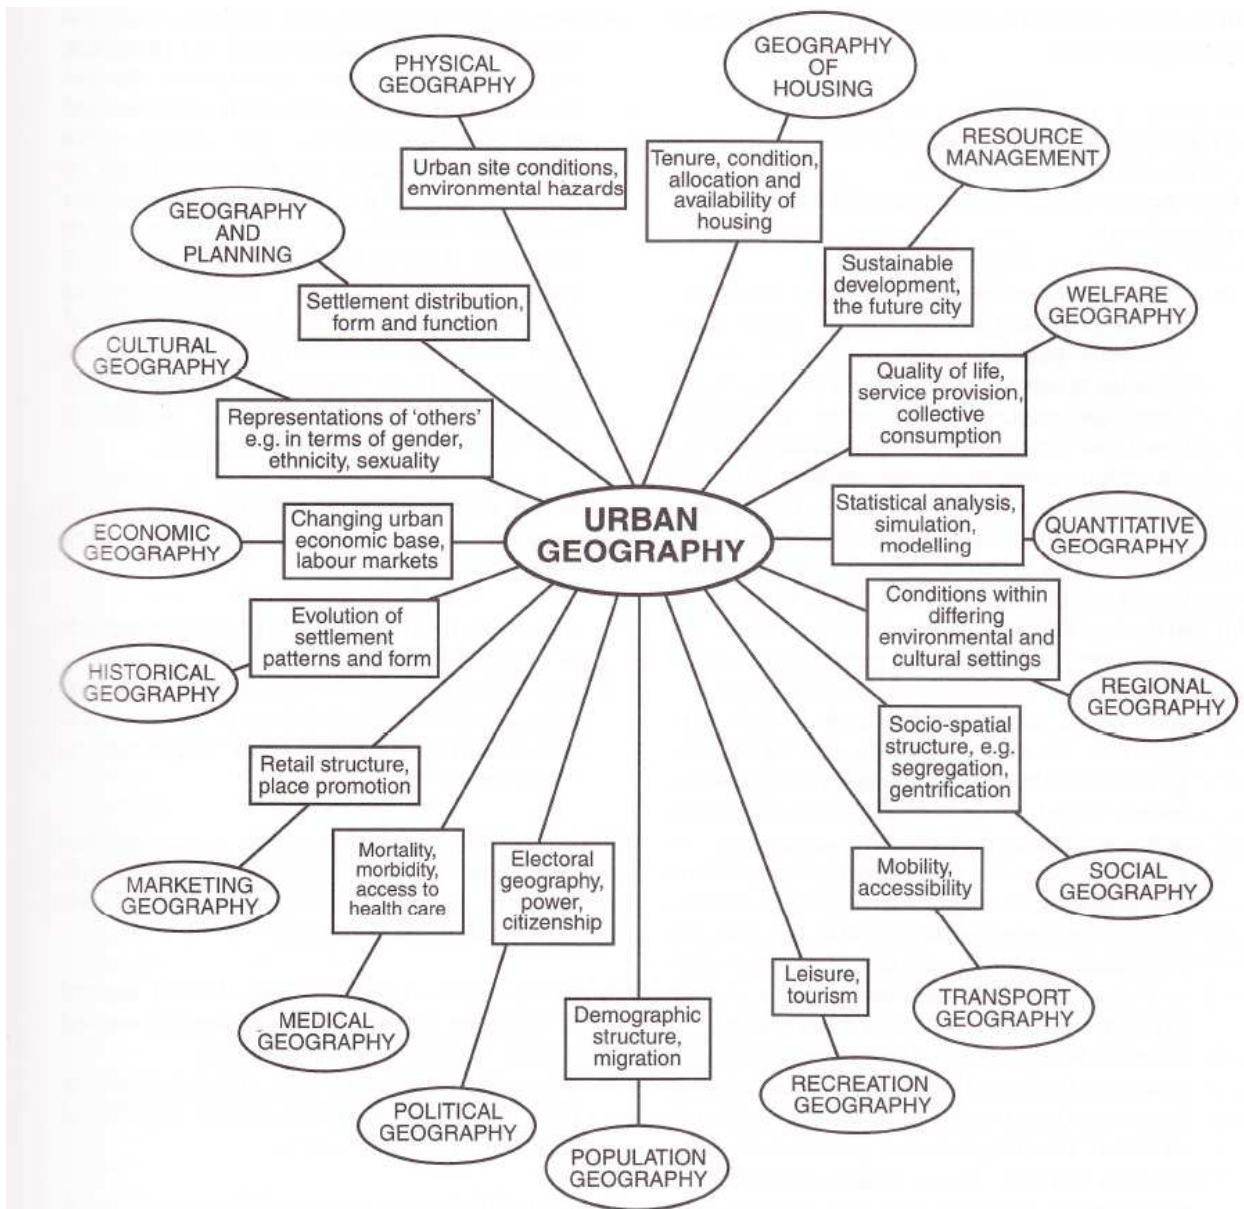 PHYSICAL
GEOGRAPHY
Urban site conditions,
environmental hazards
GEOGRAPHY
OF
HOUSING
Tenure, condition,
allocation and
availability of
housing
RESOURCE
MANAGEMENT
Sustainable
development,
the future city
WELFARE
GEOGRAPHY
Quality of life,
service provision,
collective
consumption
QUANTITATIVE
GEOGRAPHY
Statistical analysis,
simulation,
modelling
REGIONAL
GEOGRAPHY
Conditions within
differing
environmental and
cultural settings
SOCIAL
GEOGRAPHY
Socio-spatial
structure, e.g.
segregation,
gentrification
TRANSPORT
GEOGRAPHY
Mobility,
accessibility
RECREATION
GEOGRAPHY
Leisure,
tourism
POPULATION
GEOGRAPHY
Demographic
structure,
migration
POLITICAL
GEOGRAPHY
Electoral
geography,
power,
citizenship
MEDICAL
GEOGRAPHY
Mortality,
morbidity,
access to
health care
MARKETING
GEOGRAPHY
Retail structure,
place promotion
HISTORICAL
GEOGRAPHY
Evolution of
settlement
patterns and form
ECONOMIC
GEOGRAPHY
Changing urban
economic base,
labour markets
CULTURAL
GEOGRAPHY
Representations of ‘others’
e.g. in terms of gender,
ethnicity, sexuality
GEOGRAPHY
AND
PLANNING
Settlement distribution,
form and function
URBAN
GEOGRAPHY